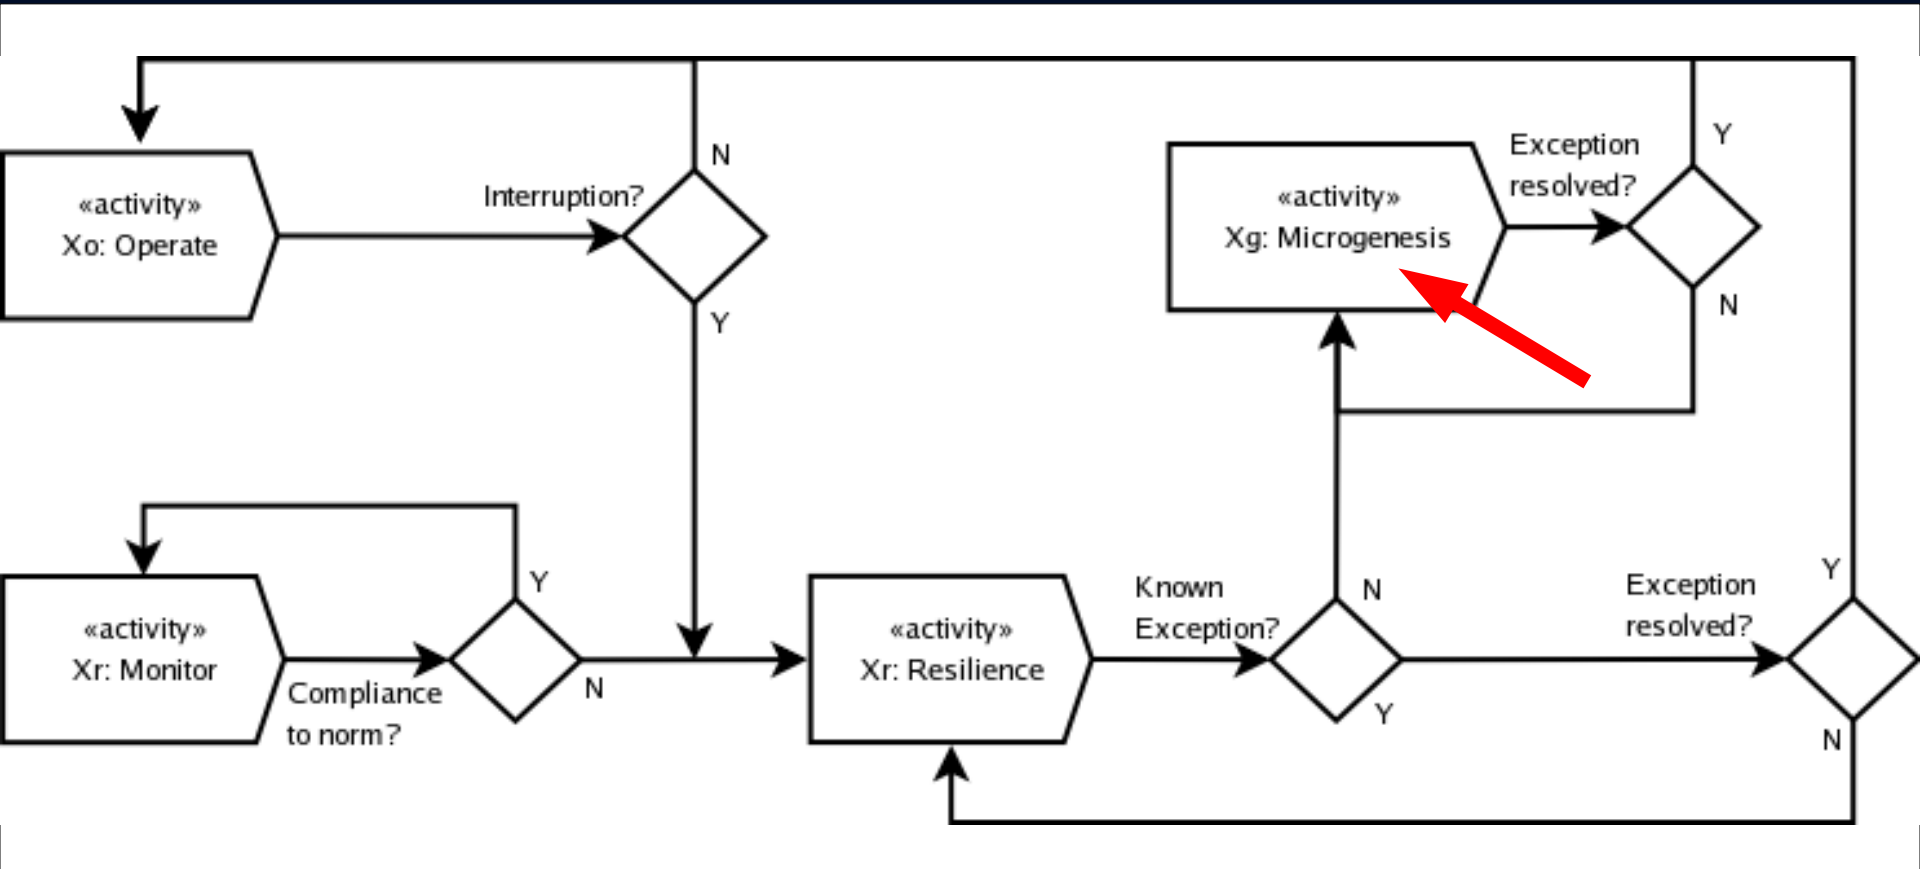 N
«activity»
Xo: Operate
Interruption?
Y
«activity»
Xg: Microgenesis
Exception
resolved?
Y
N
«activity»
Xr: Monitor
Compliance
to norm?
Y
N
«activity»
Xr: Resilience
Known
Exception?
N
Y
Exception
resolved?
Y
N